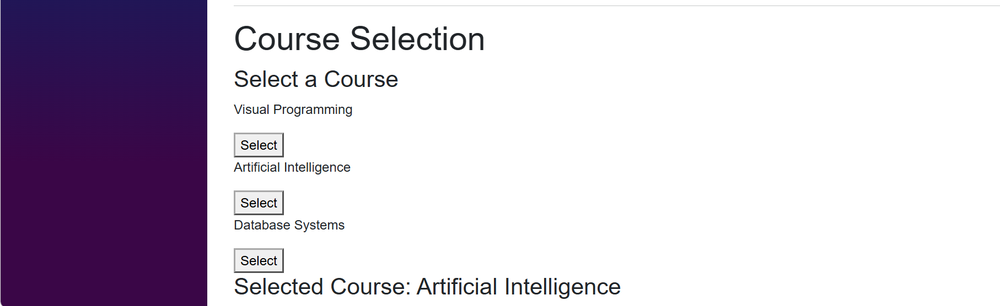 Course Selection
Select a Course
Visual Programming
Select
Artificial Intelligence
Select
Database Systems
Select
Selected Course: Artificial Intelligence